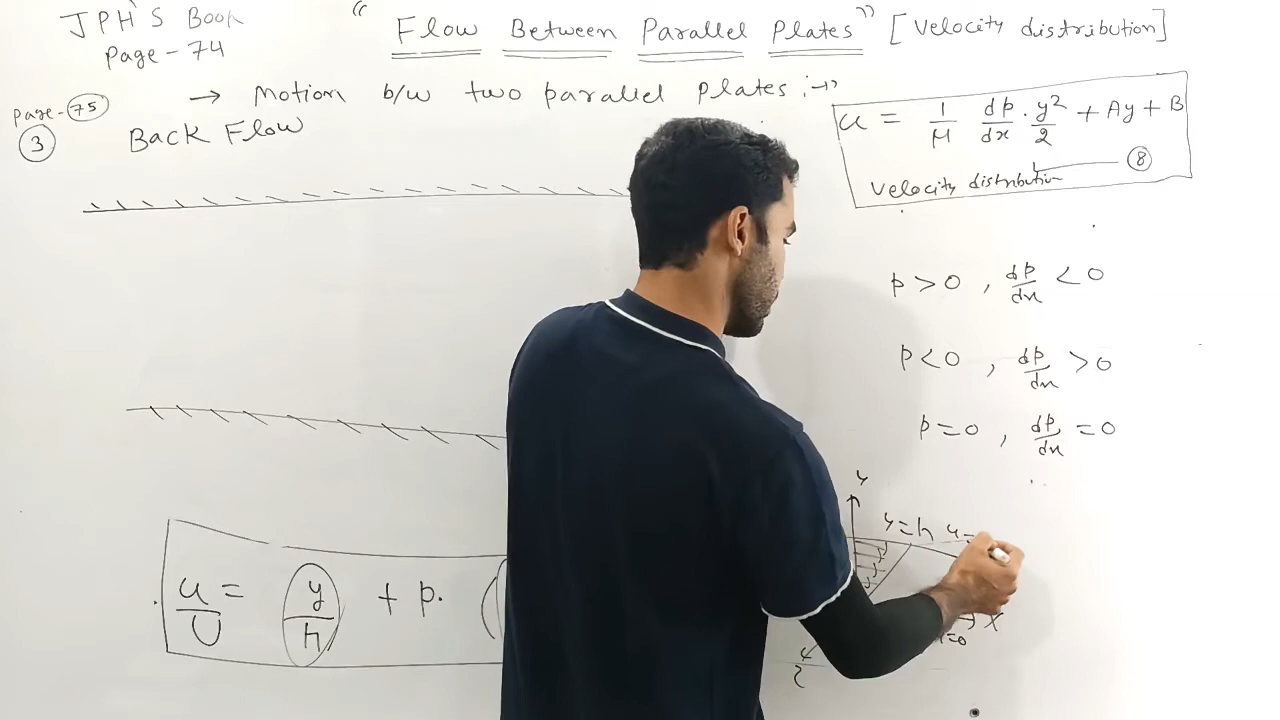 JPH'S Book
Page - 74
" Flow Between Parallel Plates " [Velocity distribution]
→ Motion b/w two parallel Plates :→
Page - 75
3
Back Flow
u = 1/μ dp/dx · y²/2 + Ay + B
8
Velocity distribution
p > 0 , dp/dx < 0
p < 0 , dp/dx > 0
p = 0 , dp/dx = 0
y
y = h
X
z
u/U = y/h + p. (